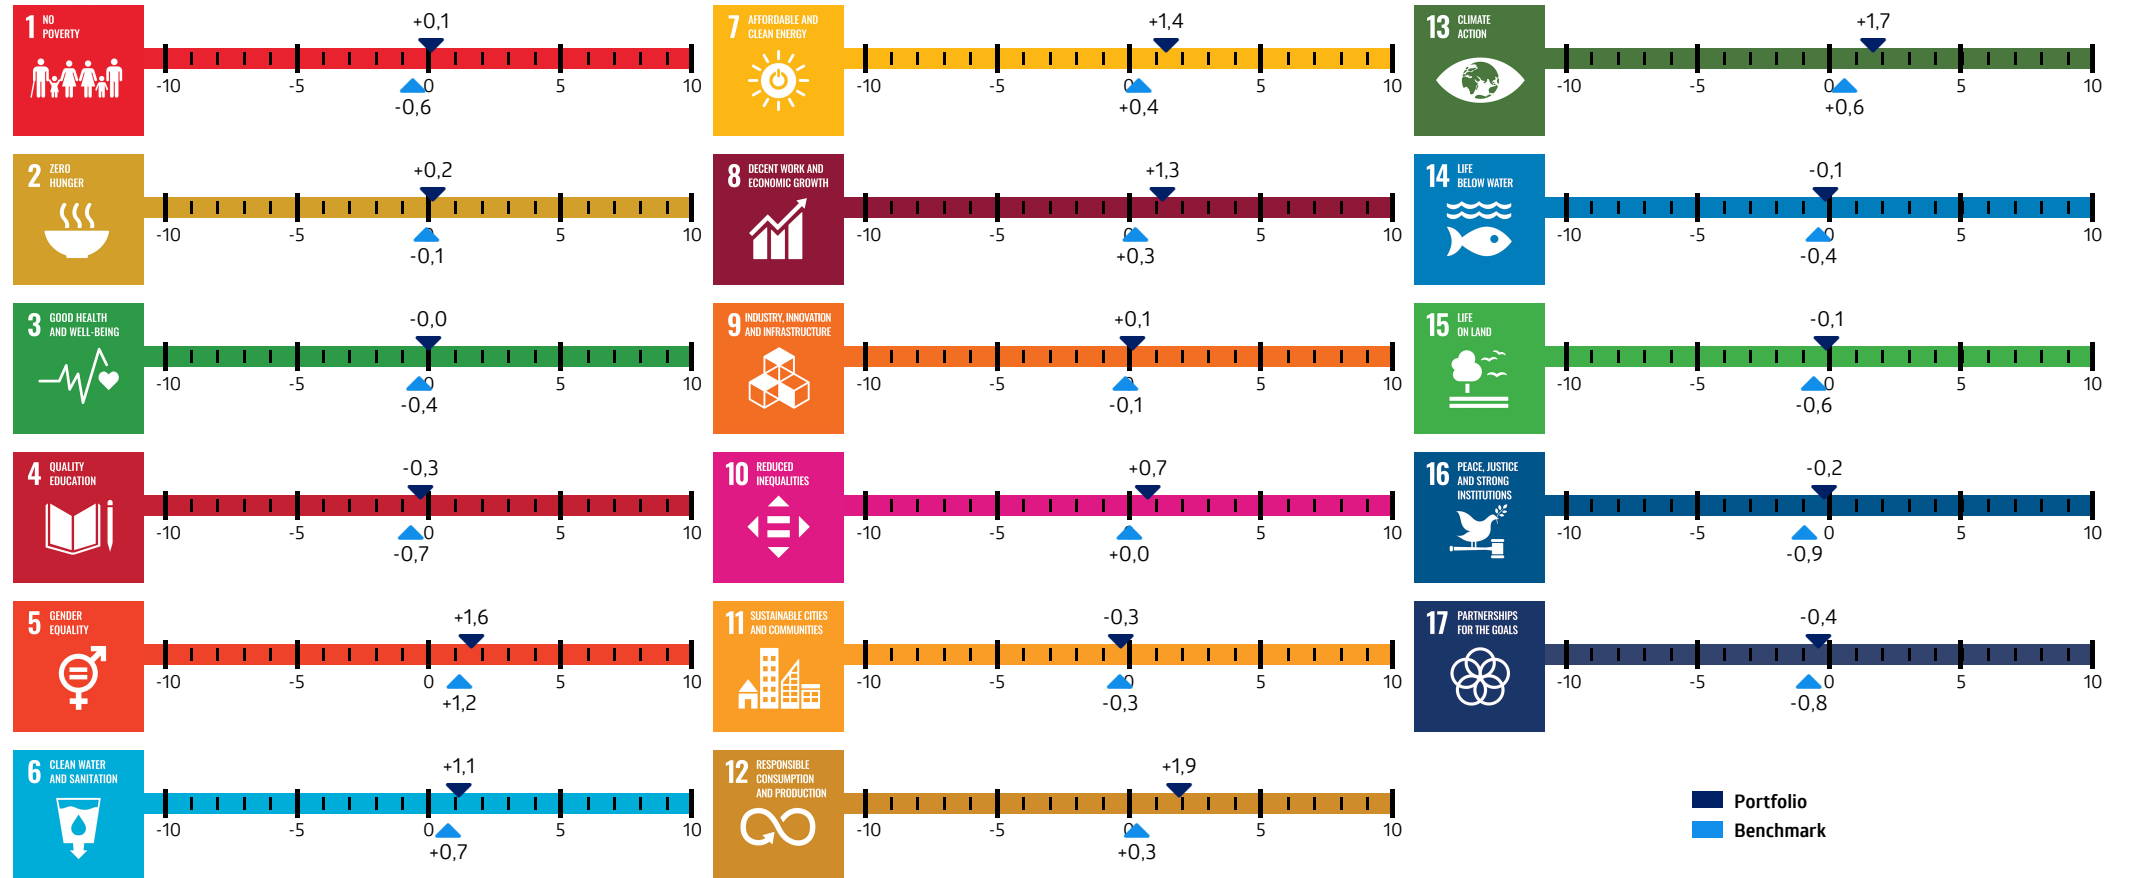 1 NO
POVERTY
+0,1
-10 -5 0 5 10
-0,6
2 ZERO
HUNGER
+0,2
-10 -5 0 5 10
-0,1
3 GOOD HEALTH
AND WELL-BEING
-0,0
-10 -5 0 5 10
-0,4
4 QUALITY
EDUCATION
-0,3
-10 -5 0 5 10
-0,7
5 GENDER
EQUALITY
+1,6
-10 -5 0 5 10
+1,2
6 CLEAN WATER
AND SANITATION
+1,1
-10 -5 0 5 10
+0,7
7 AFFORDABLE AND
CLEAN ENERGY
+1,4
-10 -5 0 5 10
+0,4
8 DECENT WORK AND
ECONOMIC GROWTH
+1,3
-10 -5 0 5 10
+0,3
9 INDUSTRY, INNOVATION
AND INFRASTRUCTURE
+0,1
-10 -5 0 5 10
-0,1
10 REDUCED
INEQUALITIES
+0,7
-10 -5 0 5 10
+0,0
11 SUSTAINABLE CITIES
AND COMMUNITIES
-0,3
-10 -5 0 5 10
-0,3
12 RESPONSIBLE
CONSUMPTION
AND PRODUCTION
+1,9
-10 -5 0 5 10
+0,3
13 CLIMATE
ACTION
+1,7
-10 -5 0 5 10
+0,6
14 LIFE
BELOW WATER
-0,1
-10 -5 0 5 10
-0,4
15 LIFE
ON LAND
-0,1
-10 -5 0 5 10
-0,6
16 PEACE, JUSTICE
AND STRONG
INSTITUTIONS
-0,2
-10 -5 0 5 10
-0,9
17 PARTNERSHIPS
FOR THE GOALS
-0,4
-10 -5 0 5 10
-0,8
Portfolio
Benchmark